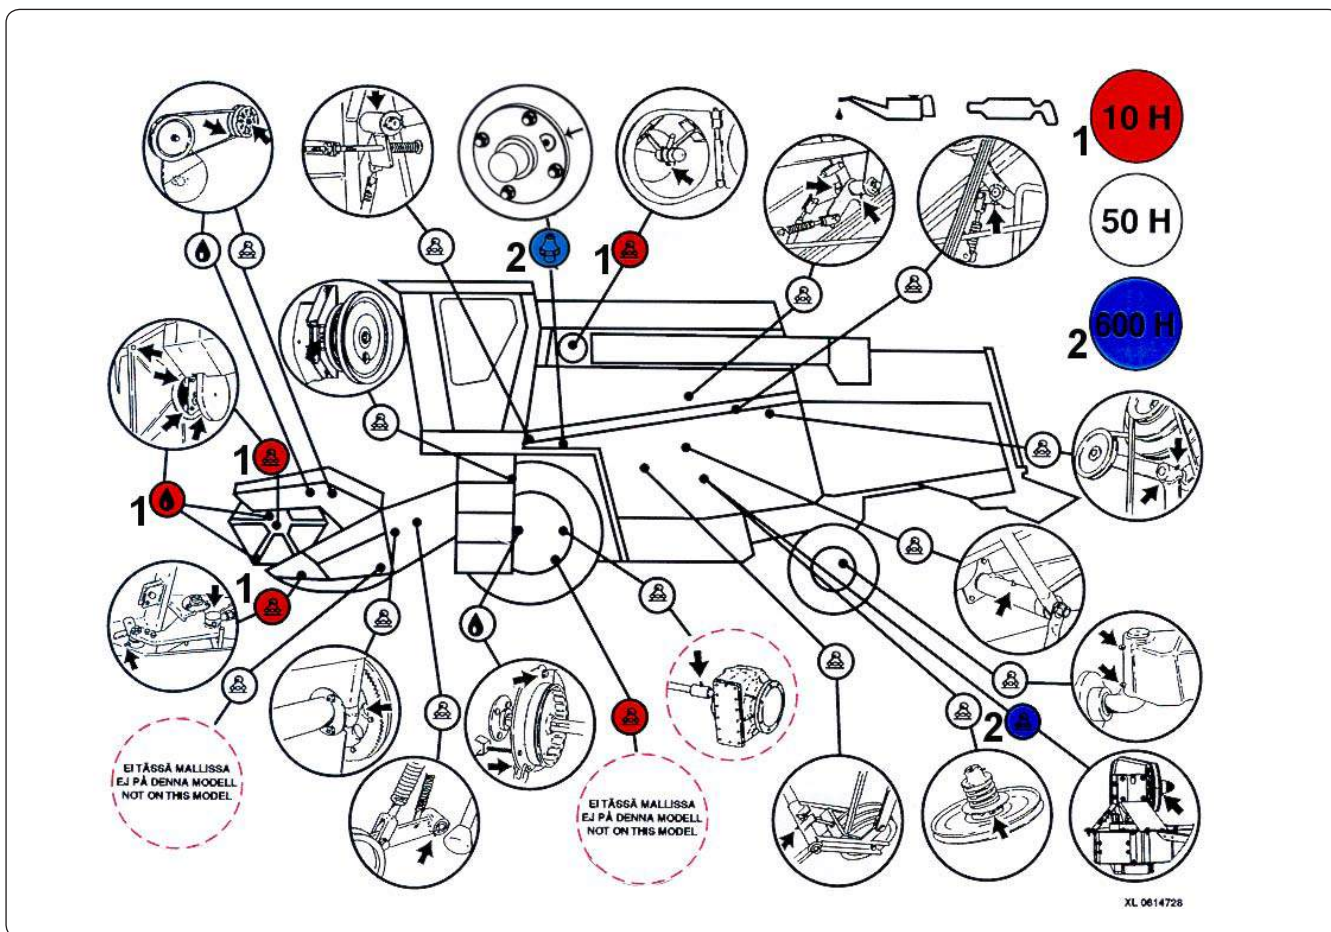 10 H
1
50 H
2
1
600 H
2
1
1
1
2
EI TÄSSÄ MALLISSA
EJ PÅ DENNA MODELL
NOT ON THIS MODEL
EI TÄSSÄ MALLISSA
EJ PÅ DENNA MODELL
NOT ON THIS MODEL
XL 0614728